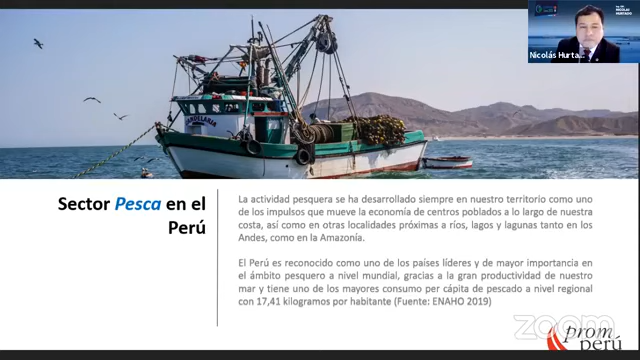 NICOLAS
HURTADO
Nicolás Hurta...
CANDELARIA
Sector Pesca en el
Perú
La actividad pesquera se ha desarrollado siempre en nuestro territorio como uno
de los impulsos que mueve la economía de centros poblados a lo largo de nuestra
costa, así como en otras localidades próximas a ríos, lagos y lagunas tanto en los
Andes, como en la Amazonía.
El Perú es reconocido como uno de los países líderes y de mayor importancia en
el ámbito pesquero a nivel mundial, gracias a la gran productividad de nuestro
mar y tiene uno de los mayores consumo per cápita de pescado a nivel regional
con 17,41 kilogramos por habitante (Fuente: ENAHO 2019)
zoom
prom
perú